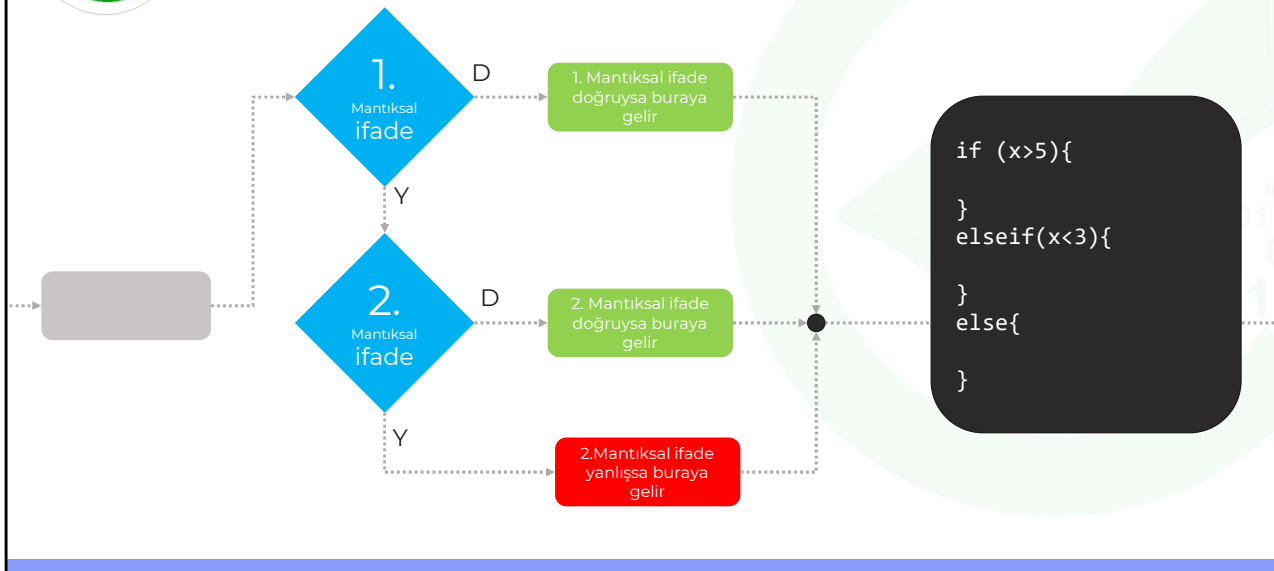 1.
Mantıksal
ifade
D
1. Mantıksal ifade
doğruysa buraya
gelir
Y
2.
Mantıksal
ifade
D
2. Mantıksal ifade
doğruysa buraya
gelir
Y
2.Mantıksal ifade
yanlışsa buraya
gelir
if (x>5){
}
elseif(x<3){
}
else{
}